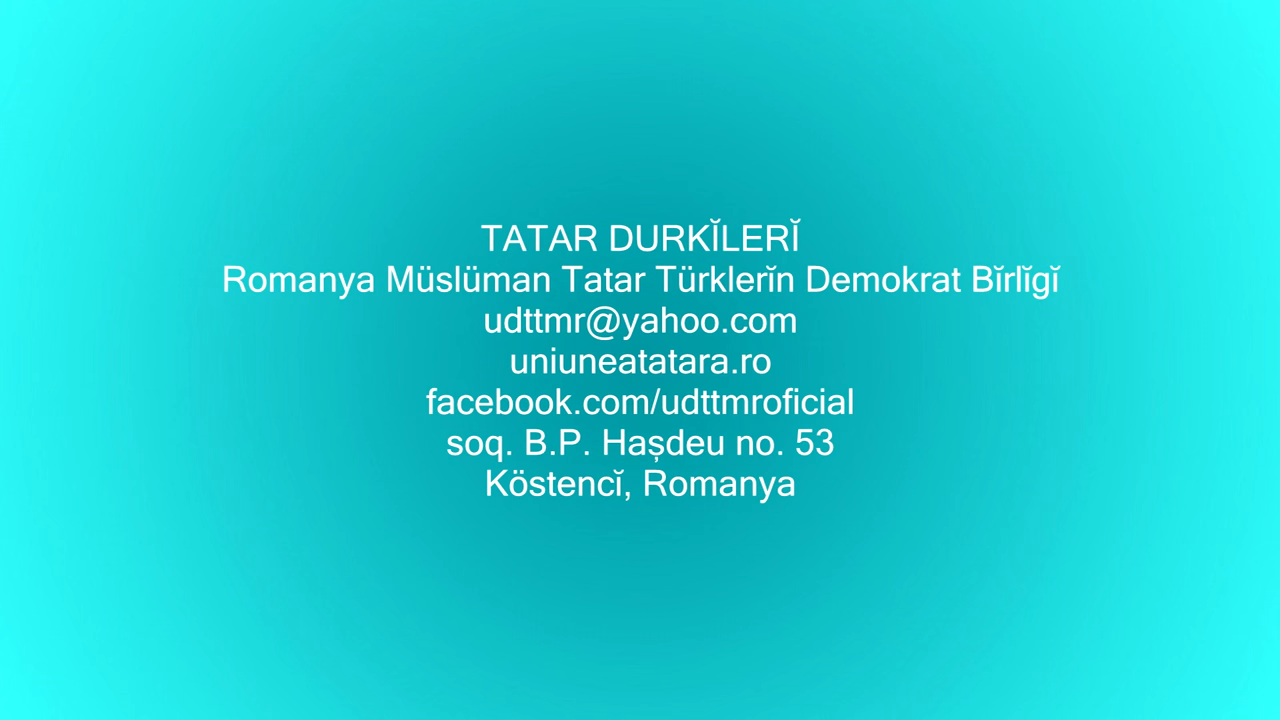 TATAR DURKĬLERĬ
Romanya Müslüman Tatar Türklerĭn Demokrat Bĭrlĭgĭ
udttmr@yahoo.com
uniuneatatara.ro
facebook.com/udttmroficial
soq. B.P. Hașdeu no. 53
Köstencĭ, Romanya